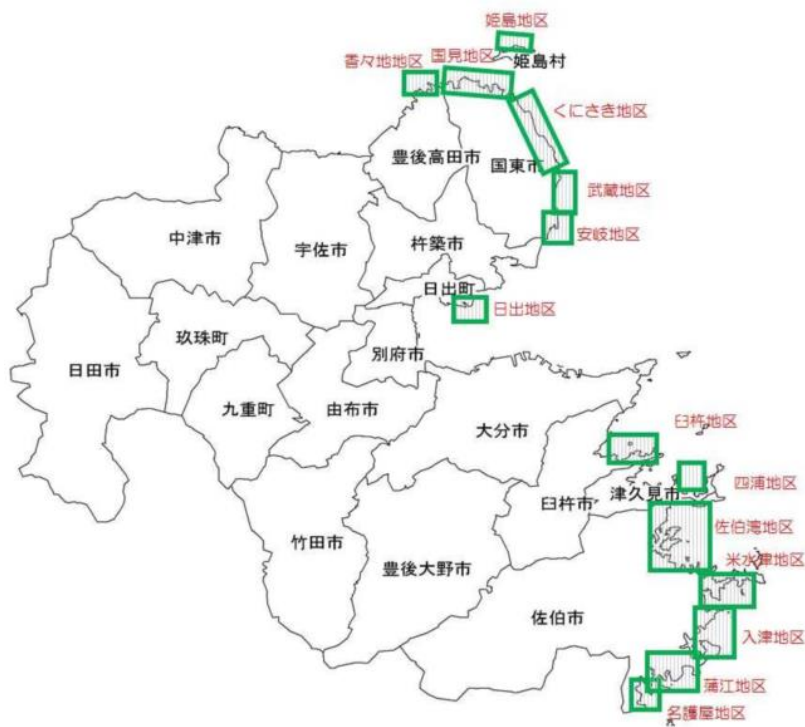 姫島地区
香々地地区
国見地区
姫島村
くにさき地区
豊後高田市
国東市
武蔵地区
中津市
宇佐市
杵築市
安岐地区
日出町
日出地区
玖珠町
別府市
日田市
九重町
由布市
大分市
臼杵地区
四浦地区
津久見市
臼杵市
佐伯湾地区
竹田市
豊後大野市
米水津地区
佐伯市
入津地区
蒲江地区
名護屋地区